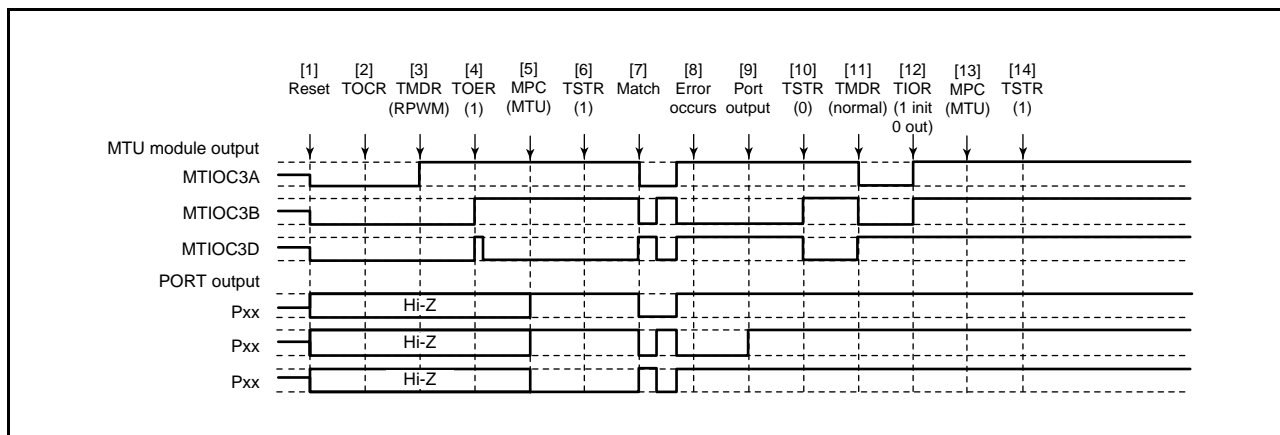 [1] [2] [3] [4] [5] [6] [7] [8] [9] [10] [11] [12] [13] [14]
Reset TOCR TMDR TOER MPC TSTR Match Error Port TSTR TMDR TIOR MPC TSTR
(RPWM) (1) (MTU) (1) occurs output (0) (normal) (1 init (MTU) (1)
0 out)
MTU module output
MTIOC3A
MTIOC3B
MTIOC3D
PORT output
Pxx Hi-Z
Pxx Hi-Z
Pxx Hi-Z